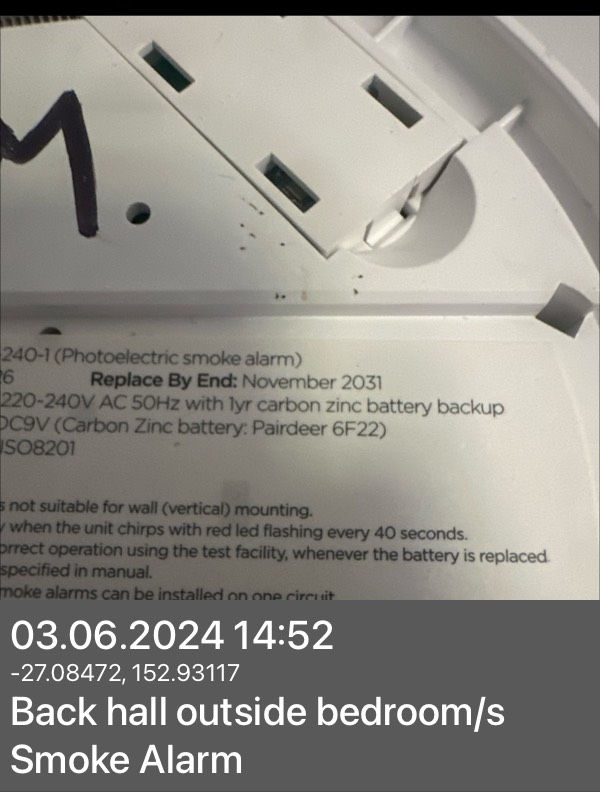 M.
240-1 (Photoelectric smoke alarm)
6 Replace By End: November 2031
220-240V AC 50Hz with 1yr carbon zinc battery backup
DC9V (Carbon Zinc battery: Pairdeer 6F22)
ISO8201
s not suitable for wall (vertical) mounting.
y when the unit chirps with red led flashing every 40 seconds.
orrect operation using the test facility, whenever the battery is replaced
specified in manual.
moke alarms can be installed on one circuit
03.06.2024 14:52
-27.08472, 152.93117
Back hall outside bedroom/s
Smoke Alarm